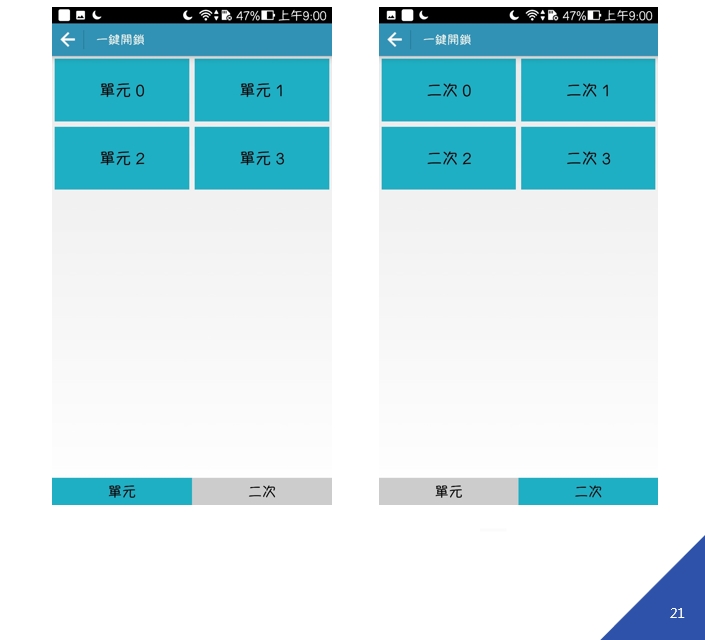 47% 上午9:00
一鍵開鎖
單元 0 單元 1
單元 2 單元 3
單元 二次
47% 上午9:00
一鍵開鎖
二次 0 二次 1
二次 2 二次 3
單元 二次
21